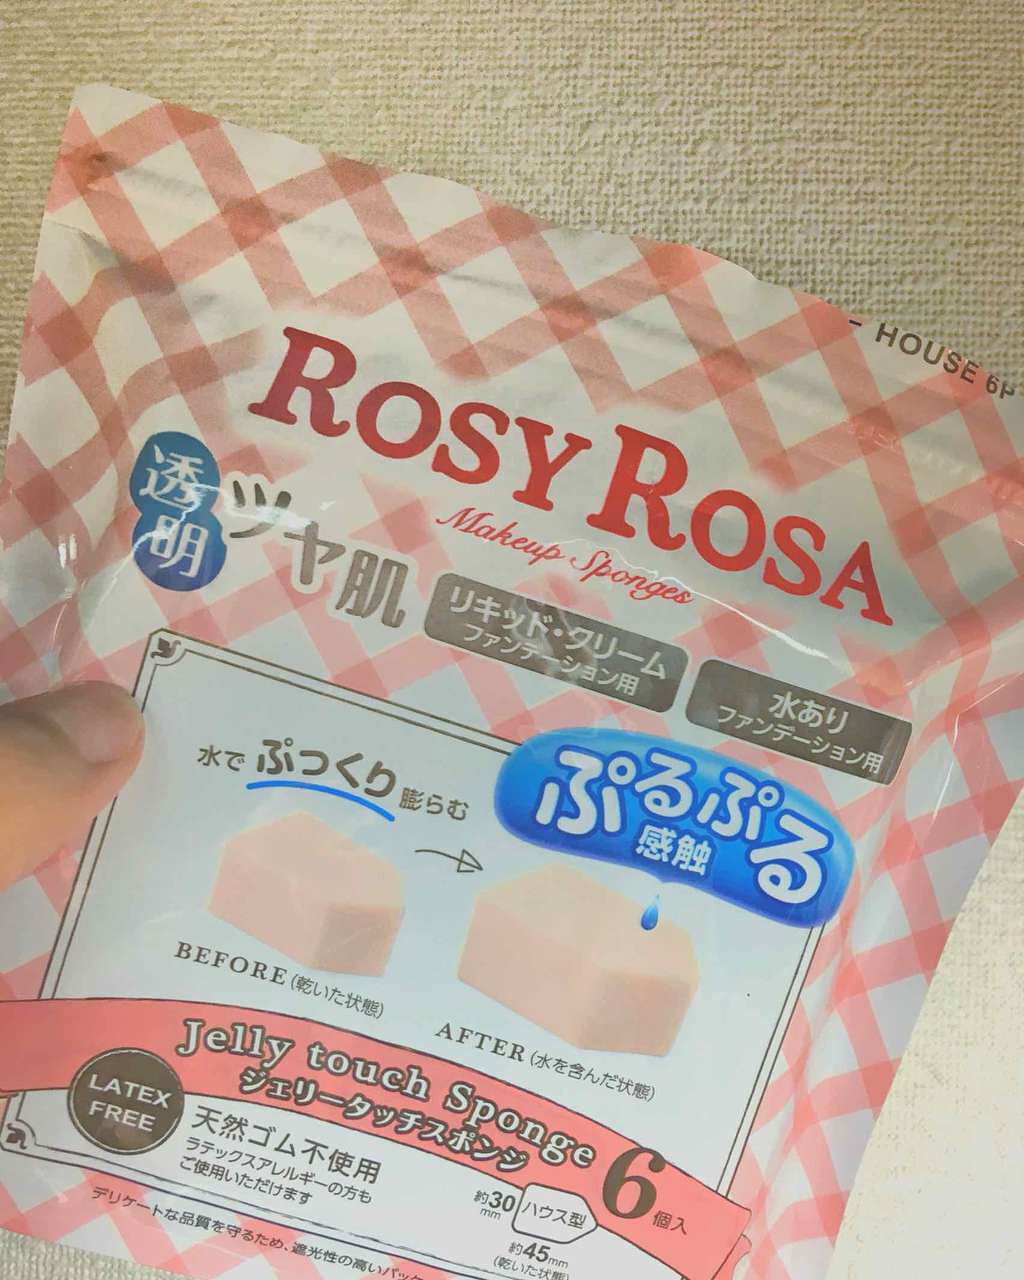 HOUSE 6P
ROSY ROSA
Makeup Sponges
透明
ツヤ肌
リキッド・クリーム
ファンデーション用
水あり
ファンデーション用
水でぷっくり膨らむ
ぷるぷる
感触
BEFORE(乾いた状態)
AFTER(水を含んだ状態)
Jelly touch Sponge
ジェリータッチスポンジ
6個入
LATEX
FREE
天然ゴム不使用
ラテックスアレルギーの方も
ご使用いただけます
約30mm
ハウス型
約45mm
(乾いた状態)
デリケートな品質を守るため、遮光性の高いパック